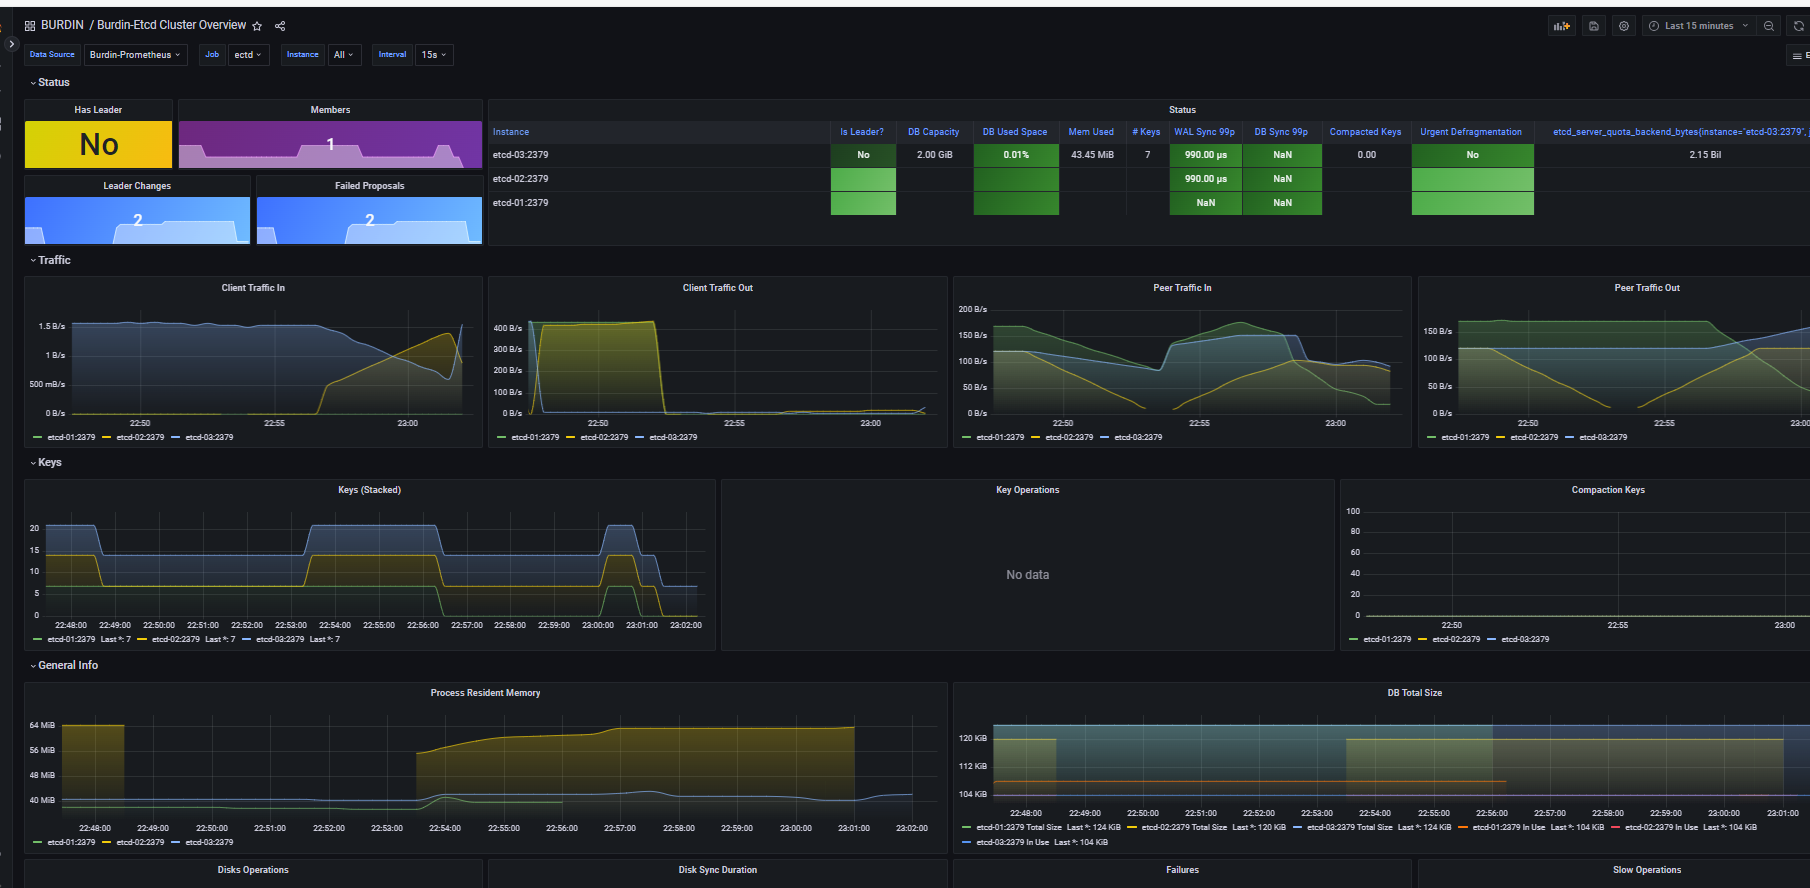 BURDIN / Burdin-Etcd Cluster Overview
Last 15 minutes
Data Source Burdin-Prometheus Job ectd Instance All Interval 15s
Status
Has Leader
No
Members
1
Leader Changes
2
Failed Proposals
2
Status
Instance Is Leader? DB Capacity DB Used Space Mem Used # Keys WAL Sync 99p DB Sync 99p Compacted Keys Urgent Defragmentation etcd_server_quota_backend_bytes{instance="etcd-03:2379",
etcd-03:2379 No 2.00 GiB 0.01% 43.45 MiB 7 990.00 µs NaN 0.00 No 2.15 Bil
etcd-02:2379 990.00 µs NaN
etcd-01:2379 NaN NaN
Traffic
Client Traffic In
1.5 B/s
1 B/s
500 mB/s
0 B/s
22:50 22:55 23:00
etcd-01:2379 etcd-02:2379 etcd-03:2379
Client Traffic Out
400 B/s
300 B/s
200 B/s
100 B/s
0 B/s
22:50 22:55 23:00
etcd-01:2379 etcd-02:2379 etcd-03:2379
Peer Traffic In
200 B/s
150 B/s
100 B/s
50 B/s
0 B/s
22:50 22:55 23:00
etcd-01:2379 etcd-02:2379 etcd-03:2379
Peer Traffic Out
150 B/s
100 B/s
50 B/s
0 B/s
22:50 22:55 23:00
etcd-01:2379 etcd-02:2379 etcd-03:2379
Keys
Keys (Stacked)
20
15
10
5
0
22:48:00 22:49:00 22:50:00 22:51:00 22:52:00 22:53:00 22:54:00 22:55:00 22:56:00 22:57:00 22:58:00 22:59:00 23:00:00 23:01:00 23:02:00
etcd-01:2379 Last *: 7 etcd-02:2379 Last *: 7 etcd-03:2379 Last *: 7
Key Operations
No data
Compaction Keys
100
80
60
40
20
0
22:50 22:55 23:00
etcd-01:2379 etcd-02:2379 etcd-03:2379
General Info
Process Resident Memory
64 MiB
56 MiB
48 MiB
40 MiB
22:48:00 22:49:00 22:50:00 22:51:00 22:52:00 22:53:00 22:54:00 22:55:00 22:56:00 22:57:00 22:58:00 22:59:00 23:00:00 23:01:00 23:02:00
etcd-01:2379 etcd-02:2379 etcd-03:2379
DB Total Size
120 KiB
112 KiB
104 KiB
22:48:00 22:49:00 22:50:00 22:51:00 22:52:00 22:53:00 22:54:00 22:55:00 22:56:00 22:57:00 22:58:00 22:59:00 23:00:00 23:01:00
etcd-01:2379 Total Size Last *: 124 KiB etcd-02:2379 Total Size Last *: 120 KiB etcd-03:2379 Total Size Last *: 124 KiB etcd-01:2379 In Use Last *: 104 KiB etcd-02:2379 In Use Last *: 104 KiB
etcd-03:2379 In Use Last *: 104 KiB
Disks Operations
Disk Sync Duration
Failures
Slow Operations